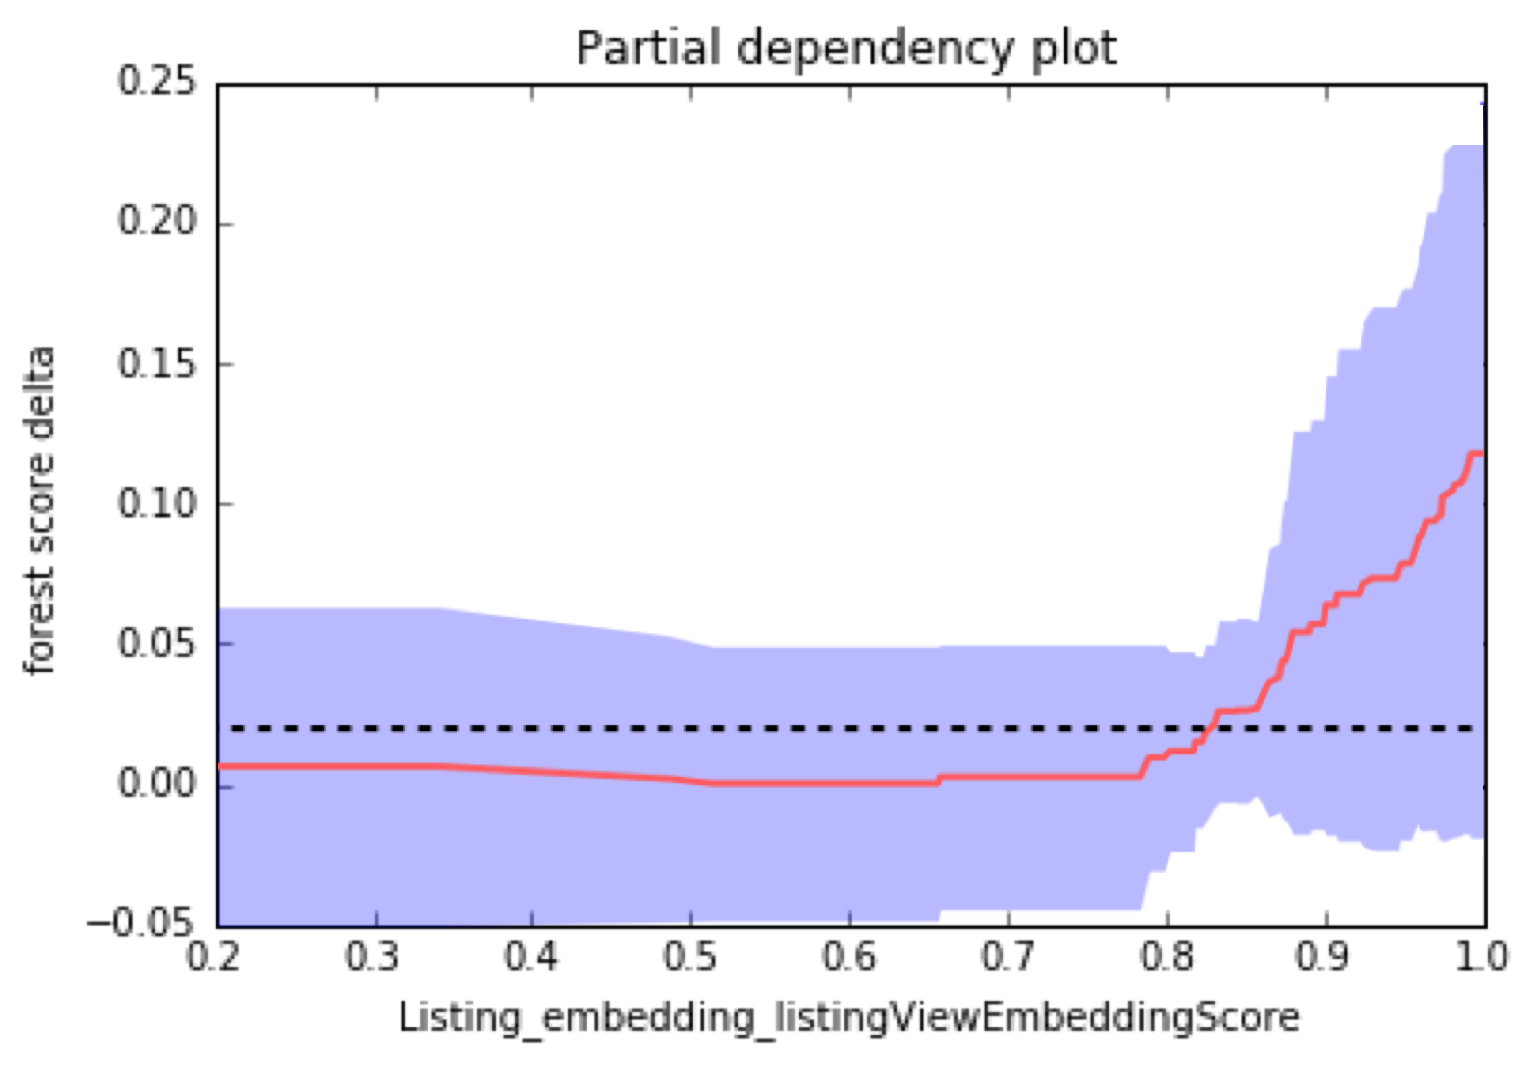 Partial dependency plot
0.25
0.20
0.15
0.10
0.05
0.00
−0.05
forest score delta
0.2 0.3 0.4 0.5 0.6 0.7 0.8 0.9 1.0
Listing_embedding_listingViewEmbeddingScore